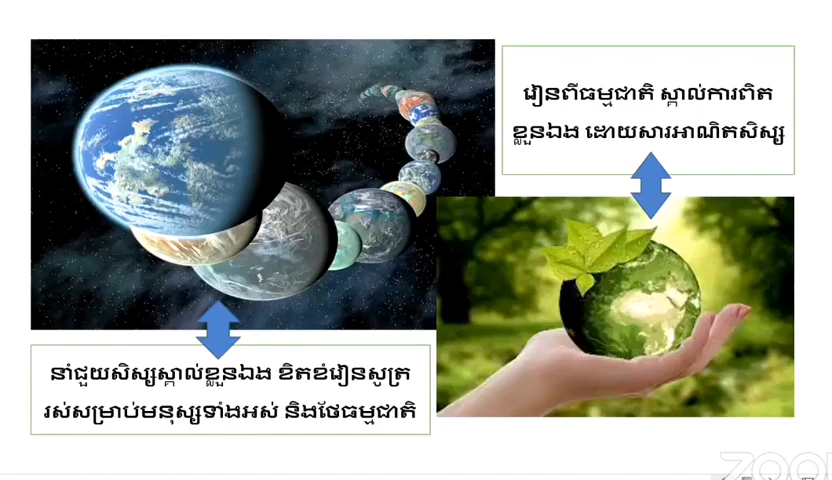 រៀនពីធម្មជាតិ ស្គាល់ការពិត
ខ្លួនឯង ដោយសារអាណិតសិស្ស
នាំជួយសិស្សស្គាល់ខ្លួនឯង ខិតខំរៀនសូត្រ
រស់សម្រាប់មនុស្សទាំងអស់ និងថែធម្មជាតិ
zoom